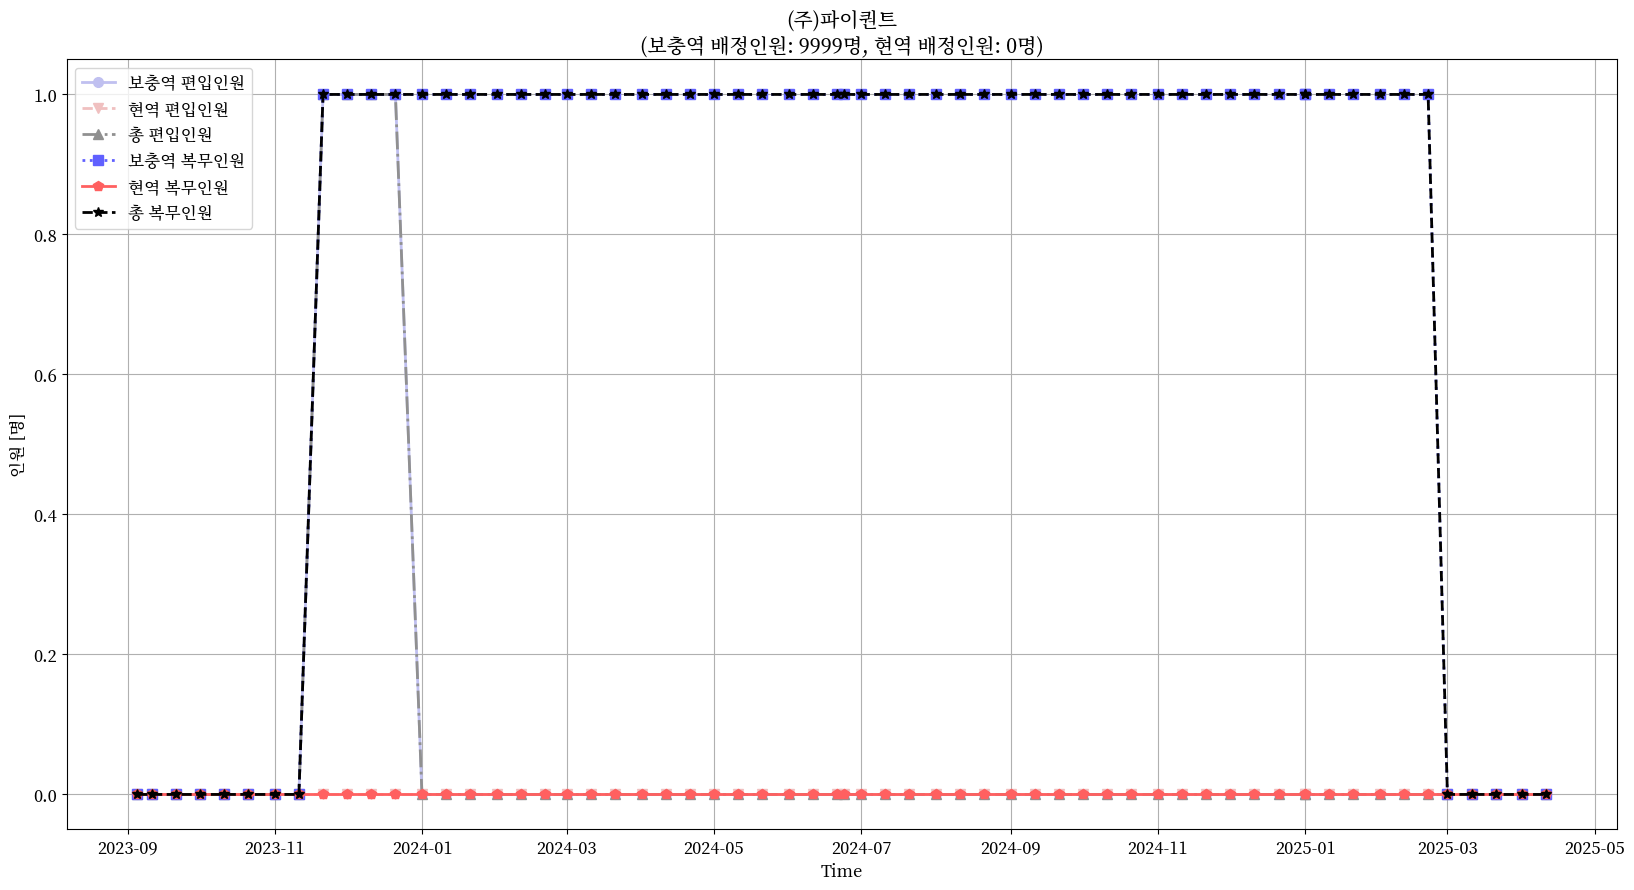 (주)파이퀀트
(보충역 배정인원: 9999명, 현역 배정인원: 0명)
보충역 편입인원
현역 편입인원
총 편입인원
보충역 복무인원
현역 복무인원
총 복무인원
1.0
0.8
0.6
0.4
0.2
0.0
인원 [명]
2023-09
2023-11
2024-01
2024-03
2024-05
2024-07
2024-09
2024-11
2025-01
2025-03
2025-05
Time